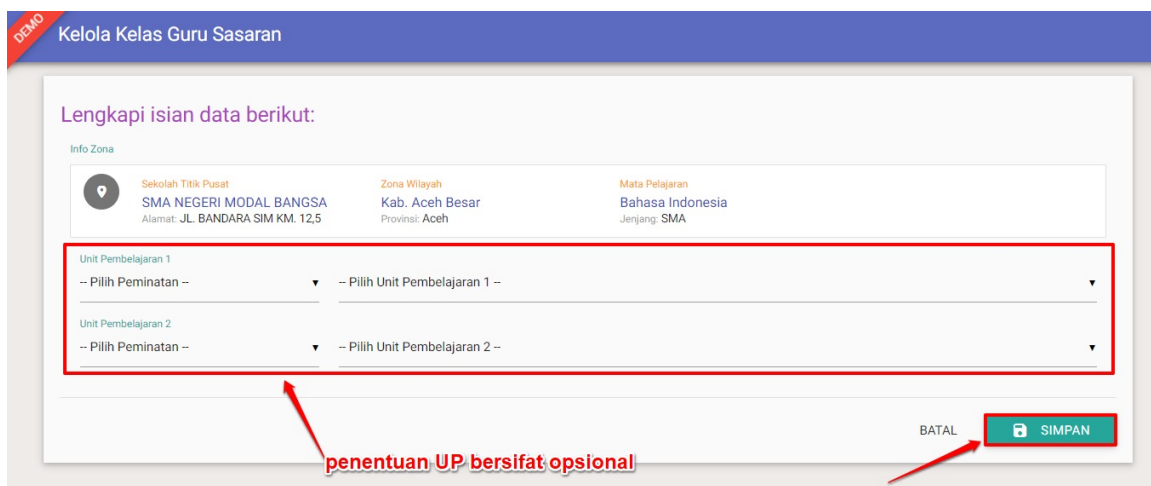 DEMO
Kelola Kelas Guru Sasaran
Lengkapi isian data berikut:
Info Zona
Sekolah Titik Pusat Zona Wilayah Mata Pelajaran
SMA NEGERI MODAL BANGSA Kab. Aceh Besar Bahasa Indonesia
Alamat: JL. BANDARA SIM KM. 12,5 Provinsi: Aceh Jenjang: SMA
Unit Pembelajaran 1
-- Pilih Peminatan -- -- Pilih Unit Pembelajaran 1 --
Unit Pembelajaran 2
-- Pilih Peminatan -- -- Pilih Unit Pembelajaran 2 --
BATAL SIMPAN
penentuan UP bersifat opsional